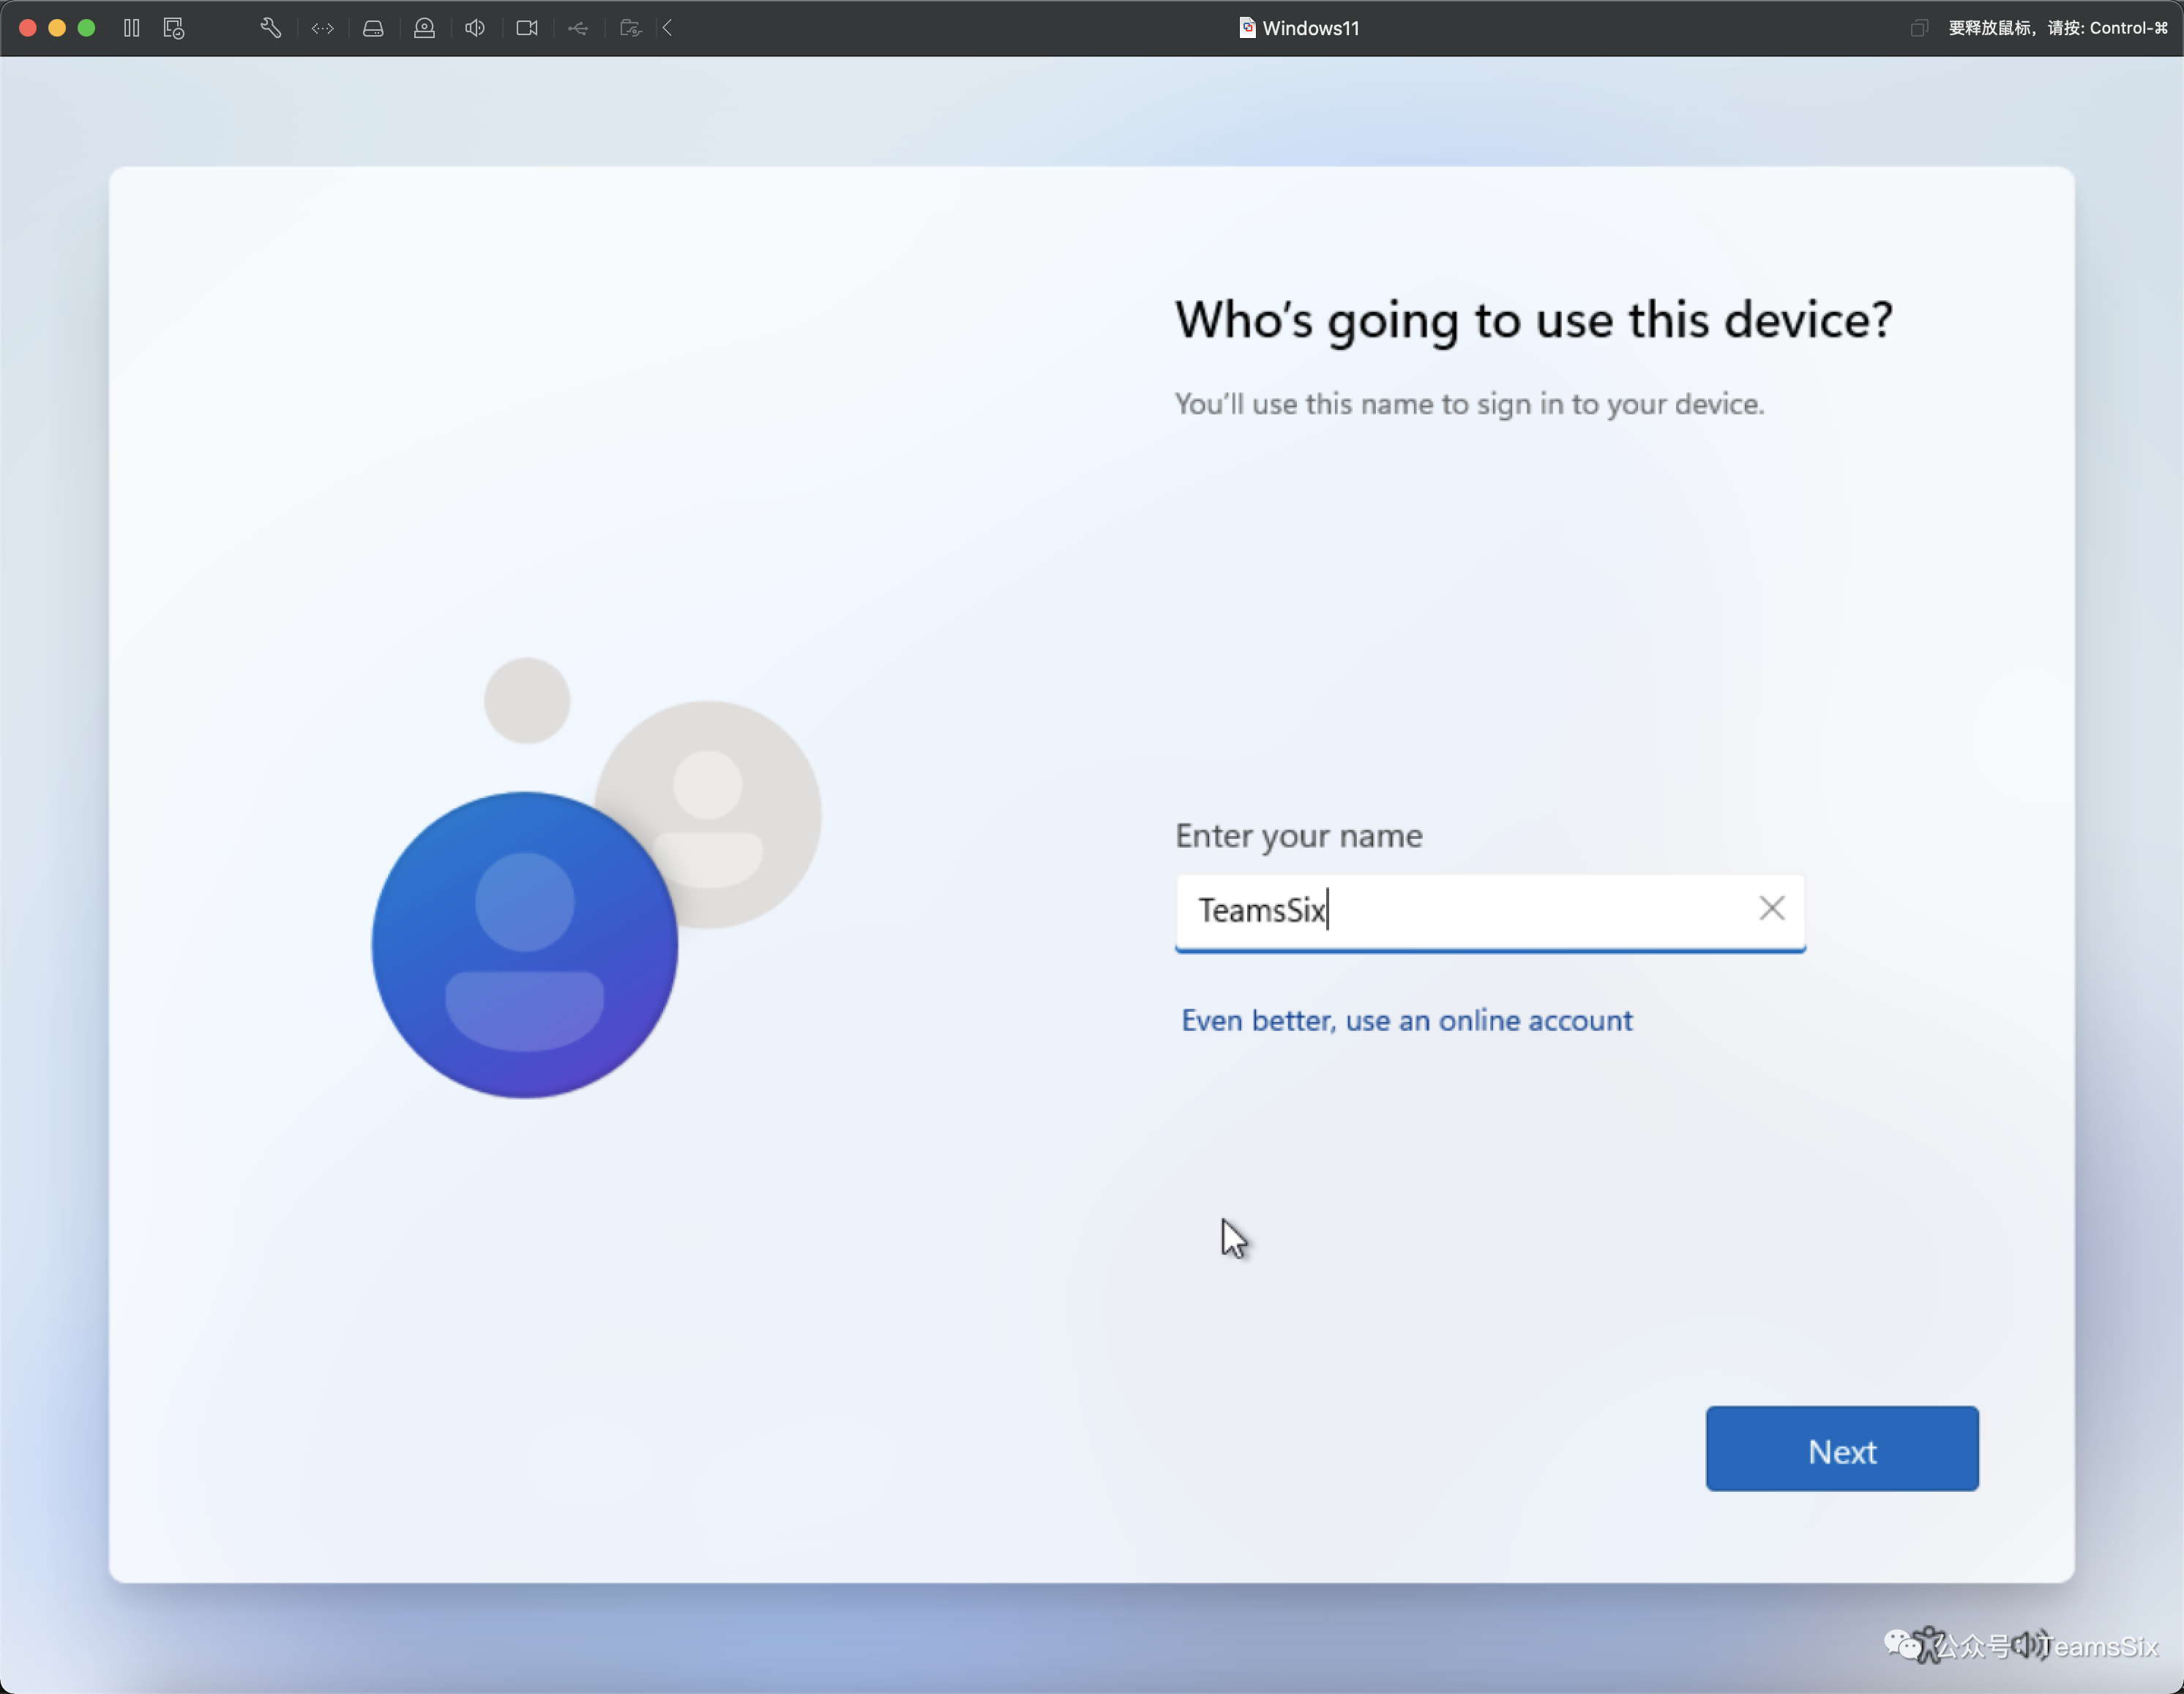 Windows11
要释放鼠标，请按: Control-⌘
Who's going to use this device?
You'll use this name to sign in to your device.
Enter your name
TeamsSix
Even better, use an online account
Next
公众号 TeamsSix